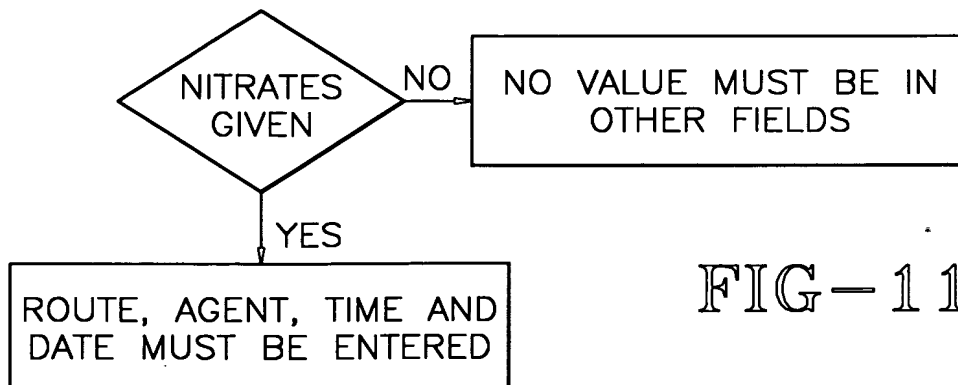 NITRATES
GIVEN
NO
NO VALUE MUST BE IN
OTHER FIELDS
YES
ROUTE, AGENT, TIME AND
DATE MUST BE ENTERED
FIG-11